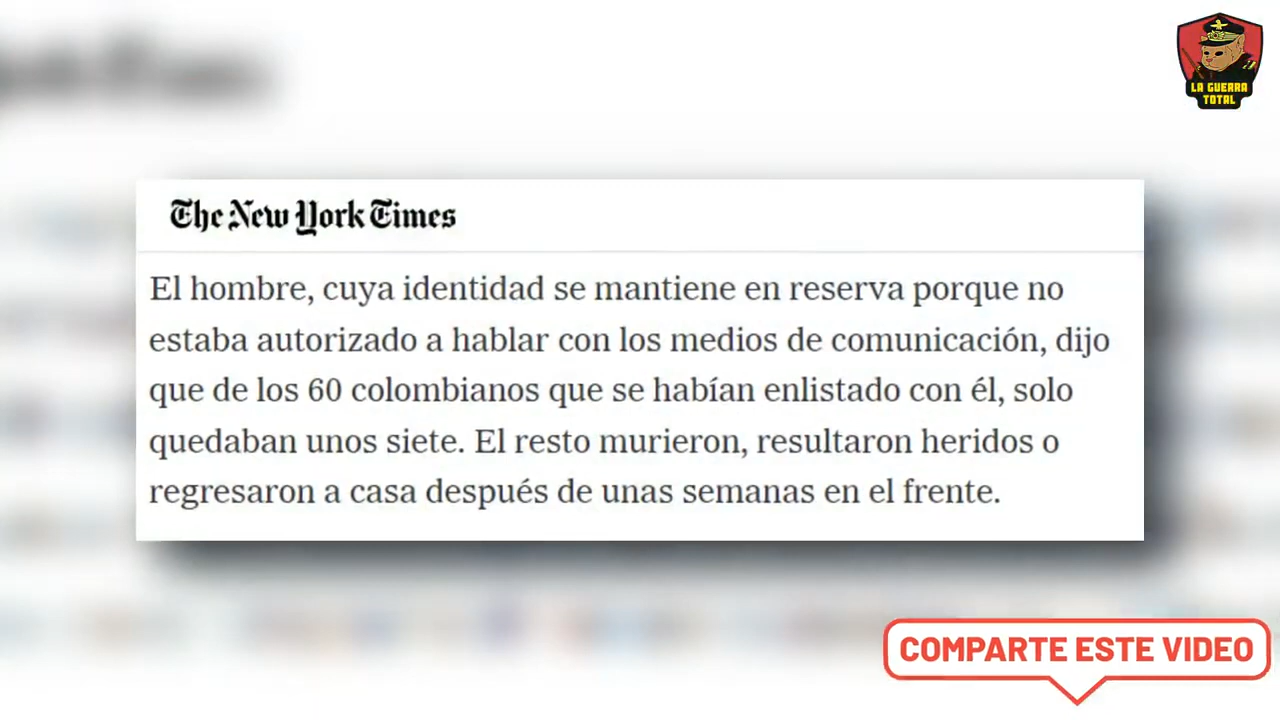 LA GUERRA
TOTAL
The New York Times
El hombre, cuya identidad se mantiene en reserva porque no
estaba autorizado a hablar con los medios de comunicación, dijo
que de los 60 colombianos que se habían enlistado con él, solo
quedaban unos siete. El resto murieron, resultaron heridos o
regresaron a casa después de unas semanas en el frente.
COMPARTE ESTE VIDEO